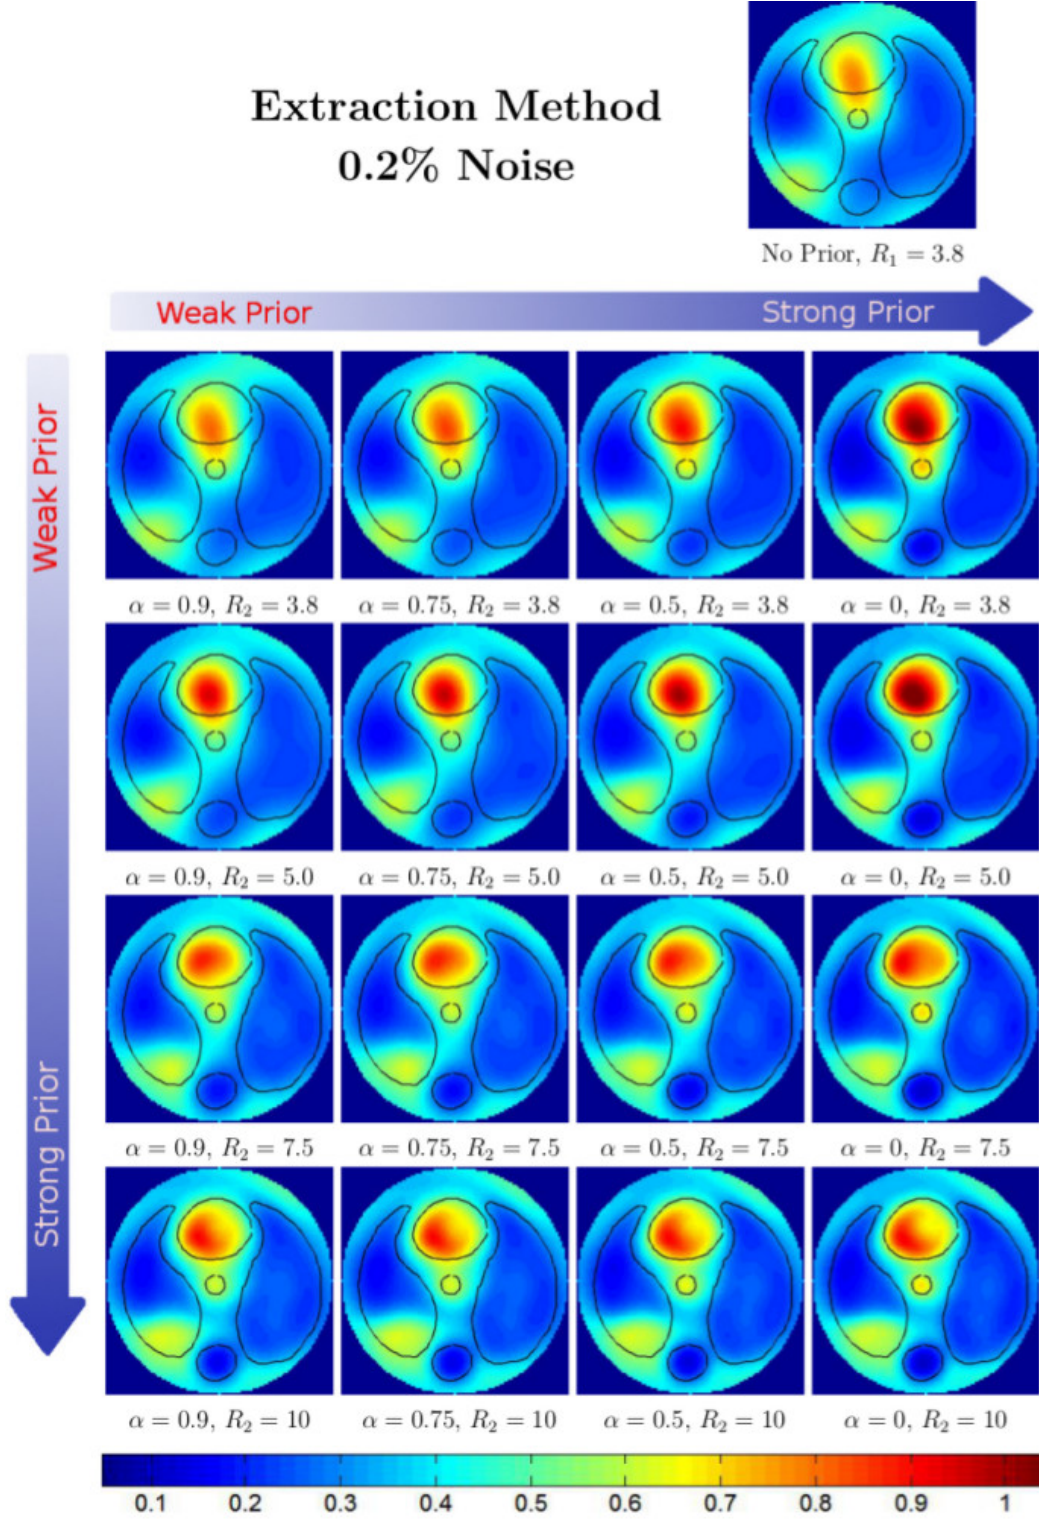 Extraction Method
0.2% Noise
No Prior, R₁ = 3.8
Weak Prior Strong Prior
Weak Prior
Strong Prior
α = 0.9, R₂ = 3.8 α = 0.75, R₂ = 3.8 α = 0.5, R₂ = 3.8 α = 0, R₂ = 3.8
α = 0.9, R₂ = 5.0 α = 0.75, R₂ = 5.0 α = 0.5, R₂ = 5.0 α = 0, R₂ = 5.0
α = 0.9, R₂ = 7.5 α = 0.75, R₂ = 7.5 α = 0.5, R₂ = 7.5 α = 0, R₂ = 7.5
α = 0.9, R₂ = 10 α = 0.75, R₂ = 10 α = 0.5, R₂ = 10 α = 0, R₂ = 10
0.1 0.2 0.3 0.4 0.5 0.6 0.7 0.8 0.9 1